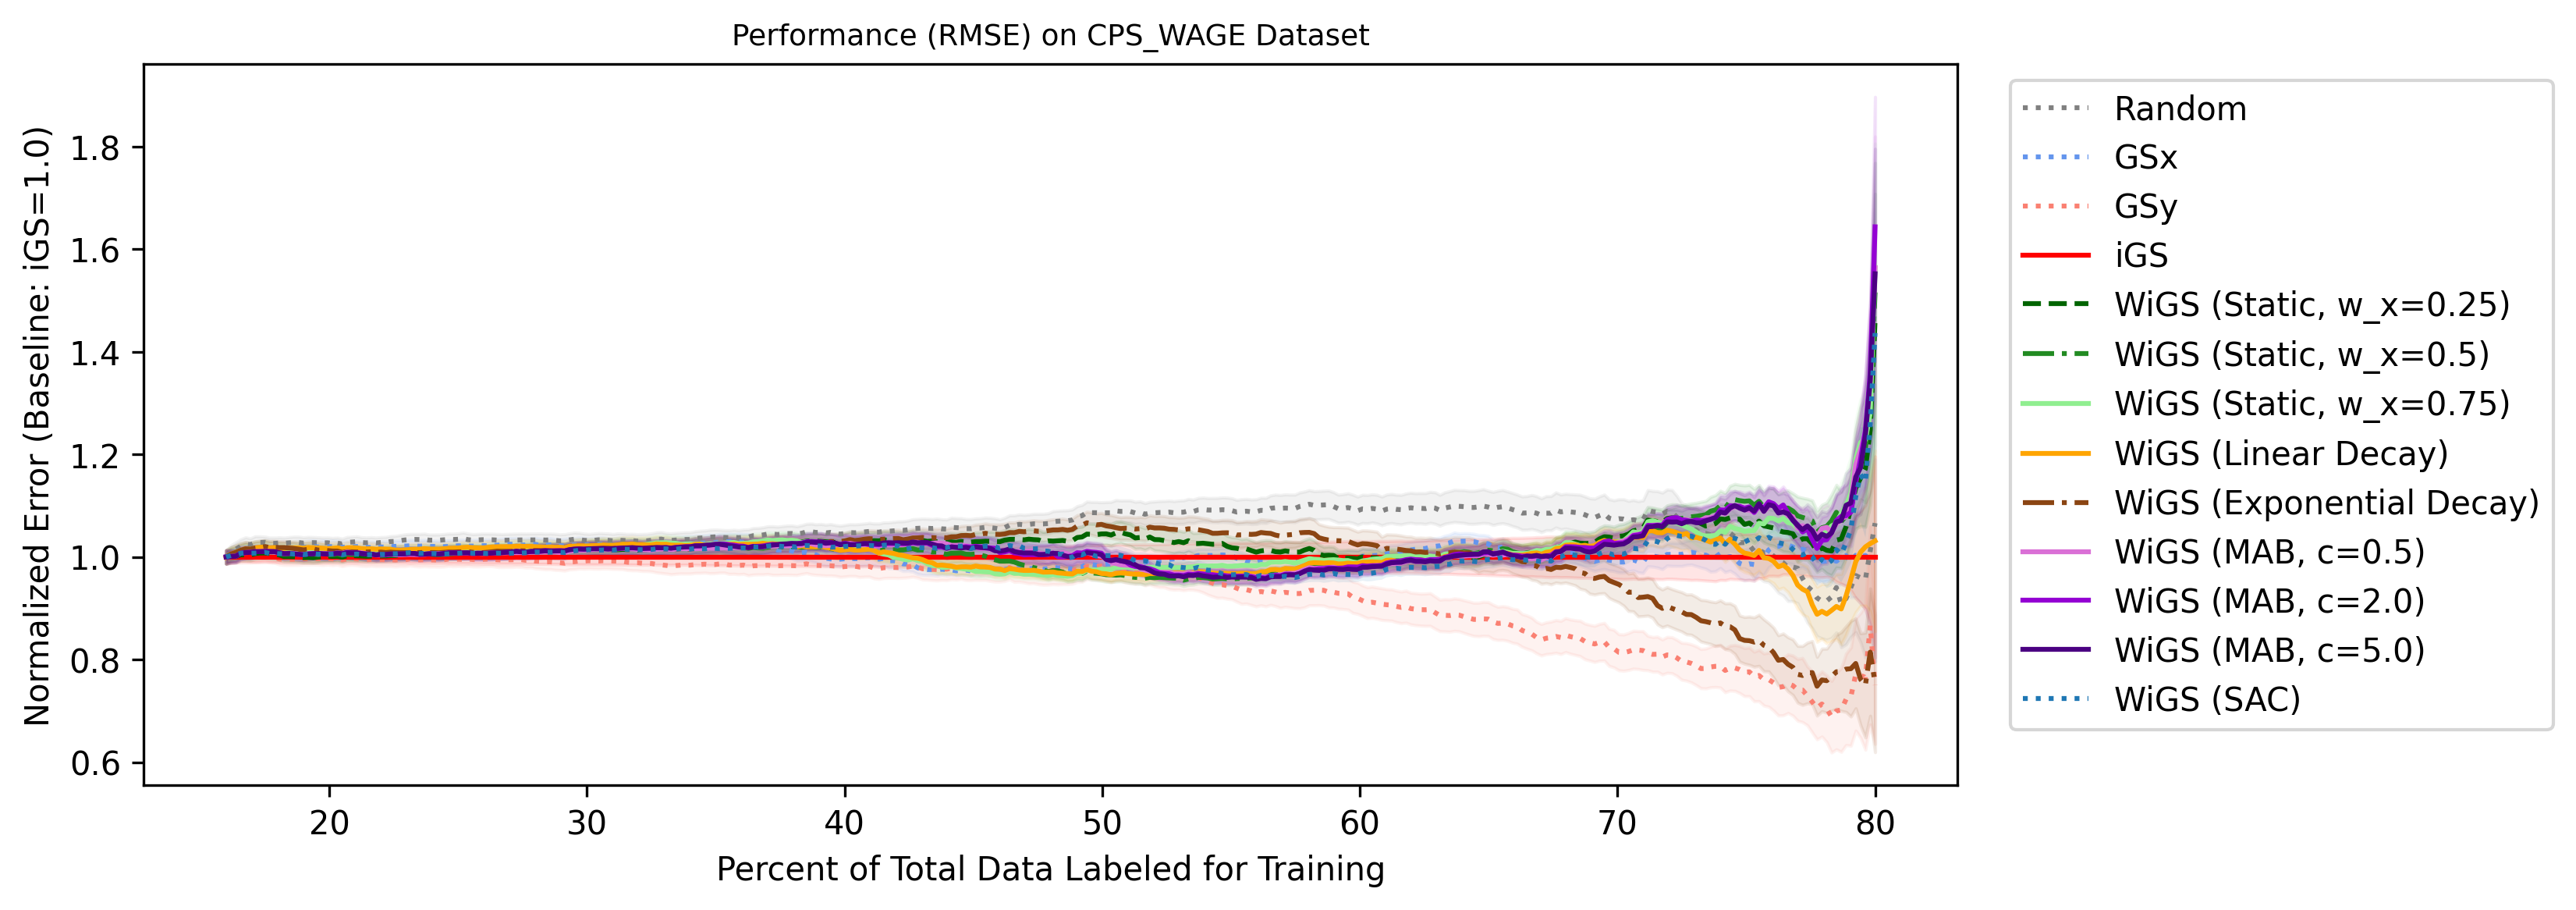 Performance (RMSE) on CPS_WAGE Dataset
Normalized Error (Baseline: iGS=1.0)
1.8
1.6
1.4
1.2
1.0
0.8
0.6
20 30 40 50 60 70 80
Percent of Total Data Labeled for Training
Random
GSx
GSy
iGS
WiGS (Static, w_x=0.25)
WiGS (Static, w_x=0.5)
WiGS (Static, w_x=0.75)
WiGS (Linear Decay)
WiGS (Exponential Decay)
WiGS (MAB, c=0.5)
WiGS (MAB, c=2.0)
WiGS (MAB, c=5.0)
WiGS (SAC)